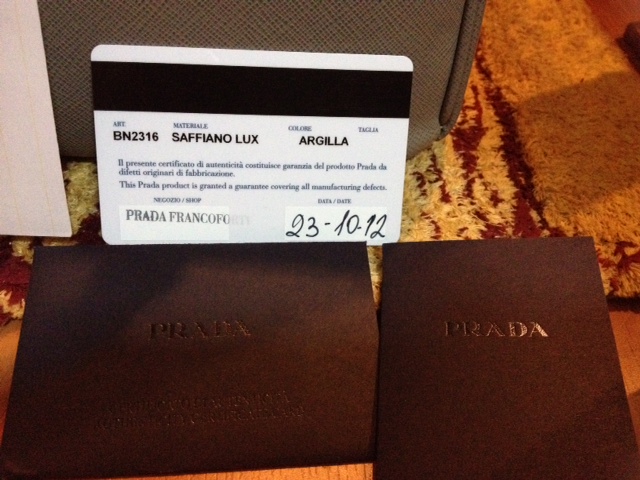 ART. MATERIALE COLORE TAGLIA
BN2316 SAFFIANO LUX ARGILLA
Il presente certificato di autenticità costituisce garanzia del prodotto Prada da
difetti originari di fabbricazione.
This Prada product is granted a guarantee covering all manufacturing defects.
NEGOZIO / SHOP DATA / DATE
PRADA FRANCOFO 23-10-12
PRADA
PRADA